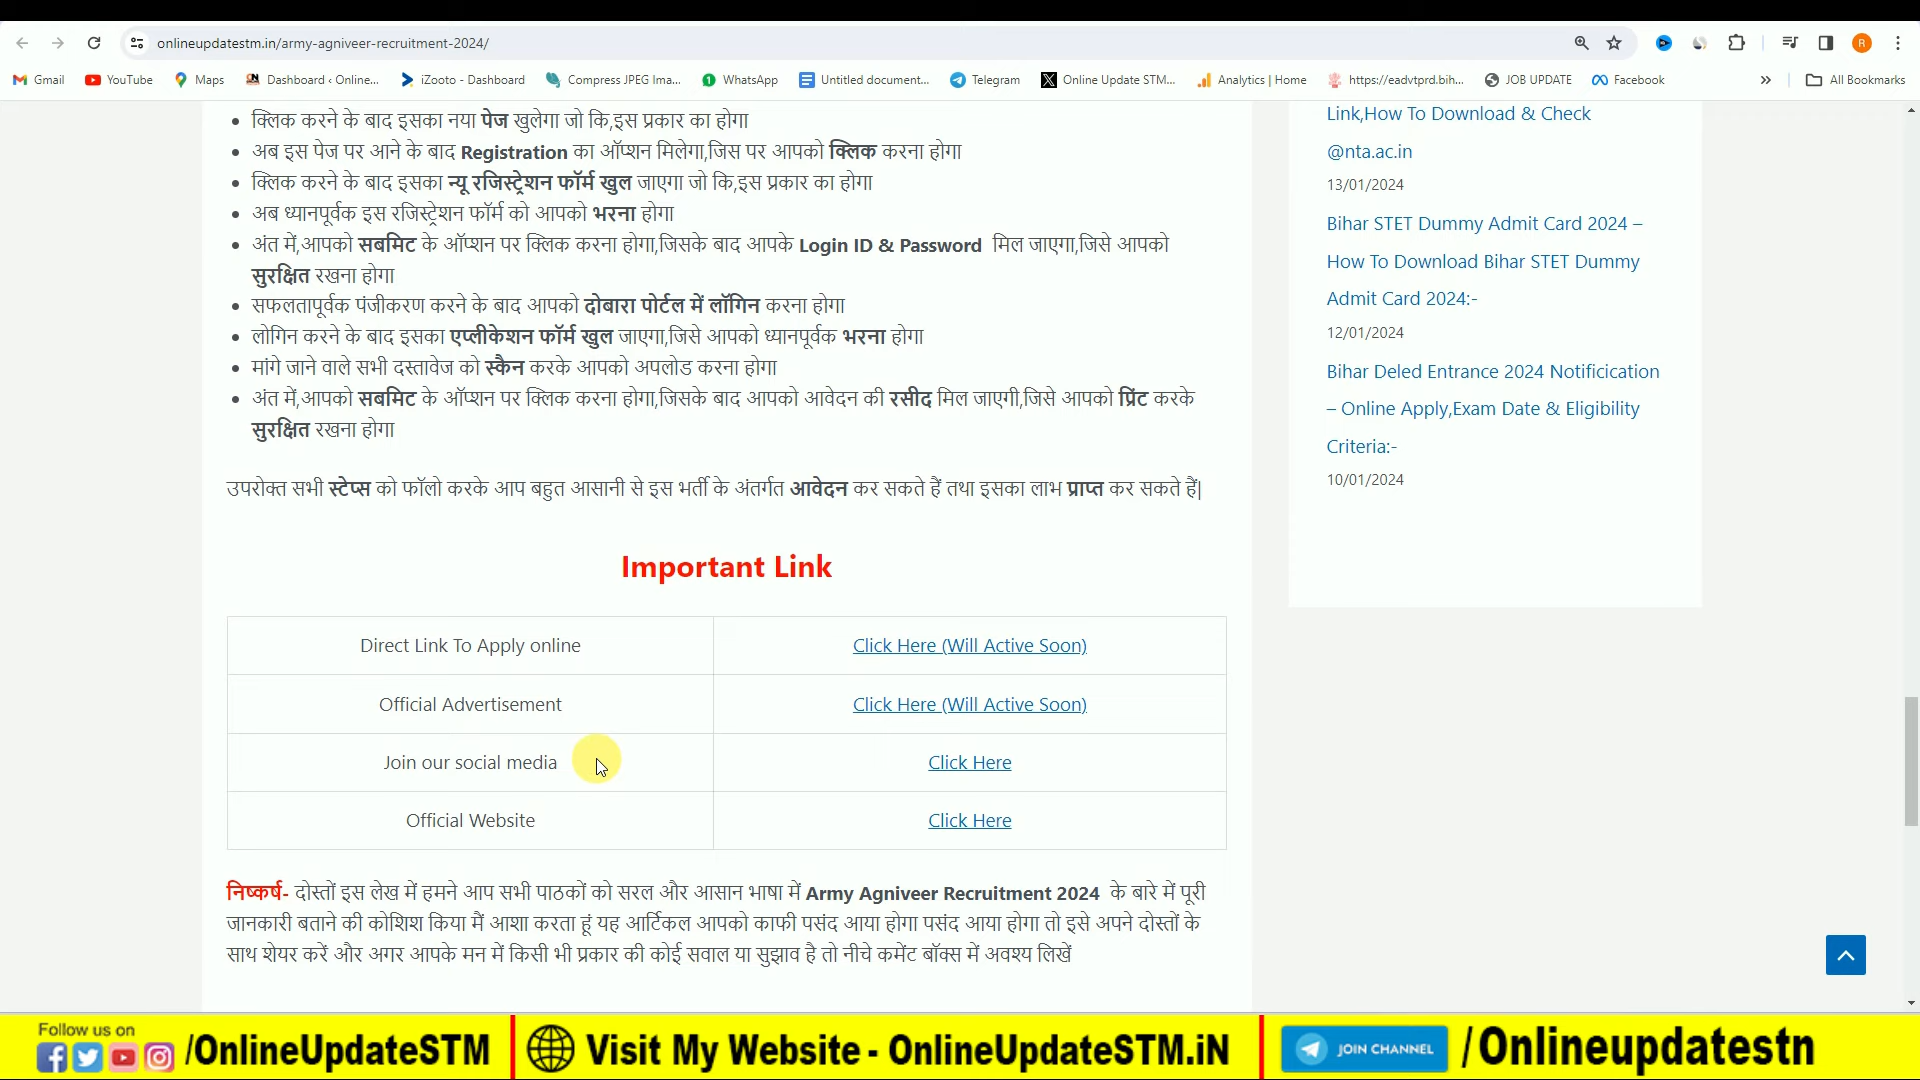 onlineupdatestm.in/army-agniveer-recruitment-2024/
R
Gmail YouTube Maps Dashboard ‹ Online... iZooto - Dashboard Compress JPEG Ima... WhatsApp Untitled document... Telegram Online Update STM... Analytics | Home https://eadvtprd.bih... JOB UPDATE Facebook » All Bookmarks
क्लिक करने के बाद इसका नया पेज खुलेगा जो कि,इस प्रकार का होगा
अब इस पेज पर आने के बाद Registration का ऑप्शन मिलेगा,जिस पर आपको क्लिक करना होगा
क्लिक करने के बाद इसका न्यू रजिस्ट्रेशन फॉर्म खुल जाएगा जो कि,इस प्रकार का होगा
अब ध्यानपूर्वक इस रजिस्ट्रेशन फॉर्म को आपको भरना होगा
अंत में,आपको सबमिट के ऑप्शन पर क्लिक करना होगा,जिसके बाद आपके Login ID & Password मिल जाएगा,जिसे आपको
सुरक्षित रखना होगा
सफलतापूर्वक पंजीकरण करने के बाद आपको दोबारा पोर्टल में लॉगिन करना होगा
लोगिन करने के बाद इसका एप्लीकेशन फॉर्म खुल जाएगा,जिसे आपको ध्यानपूर्वक भरना होगा
मांगे जाने वाले सभी दस्तावेज को स्कैन करके आपको अपलोड करना होगा
अंत में,आपको सबमिट के ऑप्शन पर क्लिक करना होगा,जिसके बाद आपको आवेदन की रसीद मिल जाएगी,जिसे आपको प्रिंट करके
सुरक्षित रखना होगा
उपरोक्त सभी स्टेप्स को फॉलो करके आप बहुत आसानी से इस भर्ती के अंतर्गत आवेदन कर सकते हैं तथा इसका लाभ प्राप्त कर सकते हैं|
Important Link
Direct Link To Apply online Click Here (Will Active Soon)
Official Advertisement Click Here (Will Active Soon)
Join our social media Click Here
Official Website Click Here
निष्कर्ष- दोस्तों इस लेख में हमने आप सभी पाठकों को सरल और आसान भाषा में Army Agniveer Recruitment 2024 के बारे में पूरी
जानकारी बताने की कोशिश किया मैं आशा करता हूं यह आर्टिकल आपको काफी पसंद आया होगा पसंद आया होगा तो इसे अपने दोस्तों के
साथ शेयर करें और अगर आपके मन में किसी भी प्रकार की कोई सवाल या सुझाव है तो नीचे कमेंट बॉक्स में अवश्य लिखें
Link,How To Download & Check
@nta.ac.in
13/01/2024
Bihar STET Dummy Admit Card 2024 –
How To Download Bihar STET Dummy
Admit Card 2024:-
12/01/2024
Bihar Deled Entrance 2024 Notificication
– Online Apply,Exam Date & Eligibility
Criteria:-
10/01/2024
Follow us on
/OnlineUpdateSTM
Visit My Website - OnlineUpdateSTM.iN
JOIN CHANNEL
/Onlineupdatestn